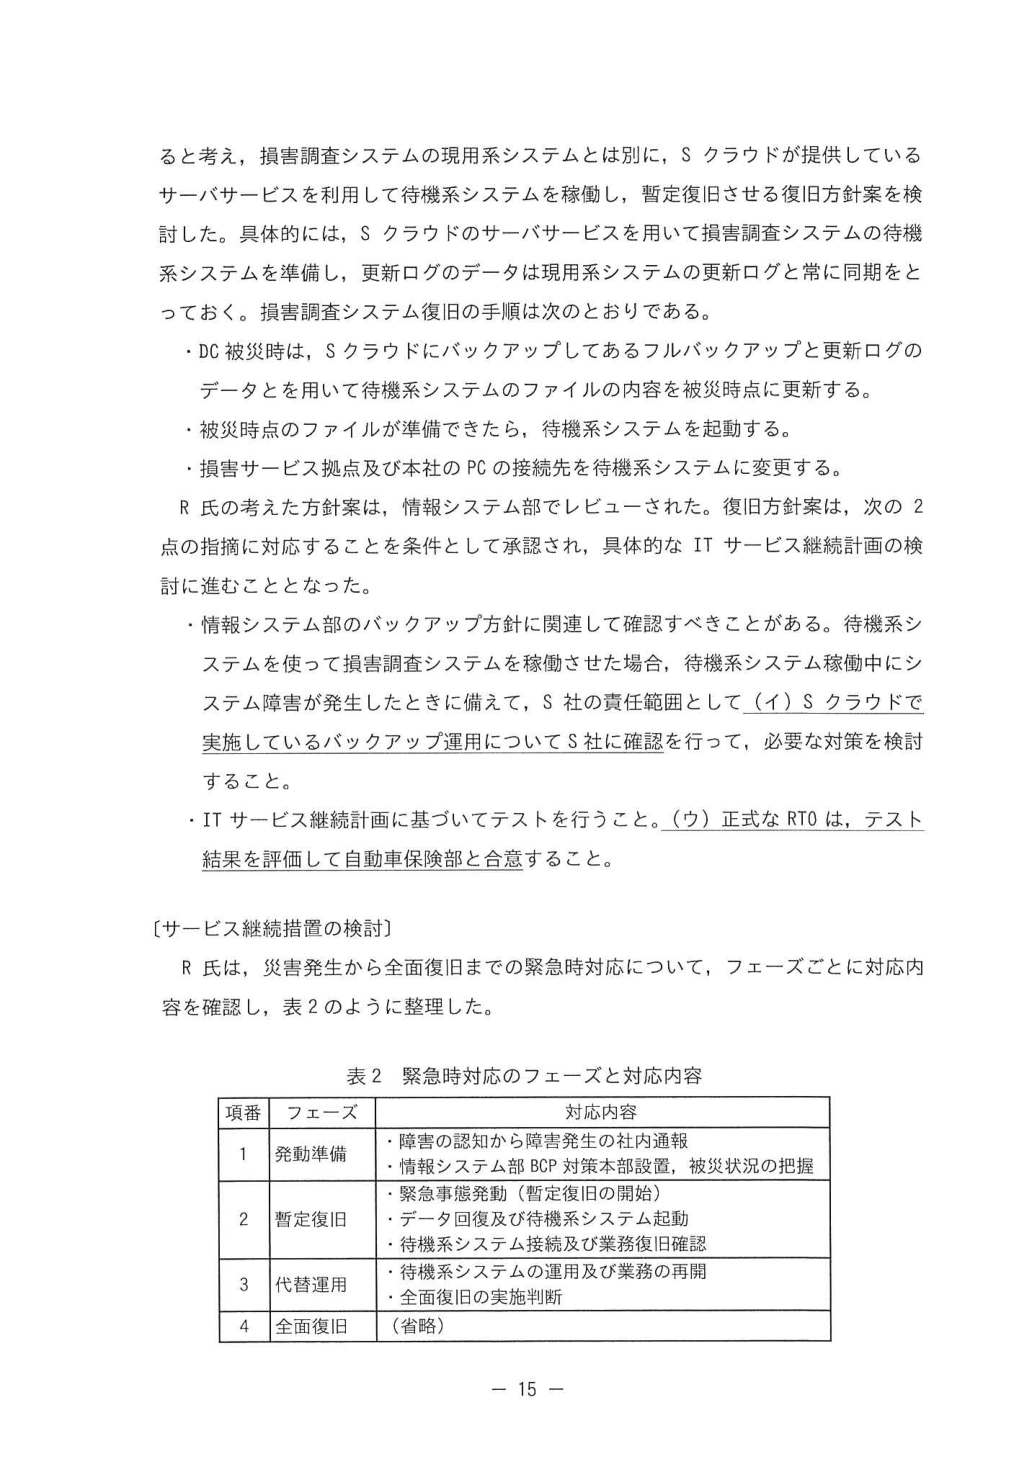 ると考え，損害調査システムの現用系システムとは別に，S クラウドが提供している
サーバサービスを利用して待機系システムを稼働し，暫定復旧させる復旧方針案を検
討した。具体的には，S クラウドのサーバサービスを用いて損害調査システムの待機
系システムを準備し，更新ログのデータは現用系システムの更新ログと常に同期をと
っておく。損害調査システム復旧の手順は次のとおりである。
・DC 被災時は，S クラウドにバックアップしてあるフルバックアップと更新ログの
データとを用いて待機系システムのファイルの内容を被災時点に更新する。
・被災時点のファイルが準備できたら，待機系システムを起動する。
・損害サービス拠点及び本社の PC の接続先を待機系システムに変更する。
R 氏の考えた方針案は，情報システム部でレビューされた。復旧方針案は，次の 2
点の指摘に対応することを条件として承認され，具体的な IT サービス継続計画の検
討に進むこととなった。
・情報システム部のバックアップ方針に関連して確認すべきことがある。待機系シ
ステムを使って損害調査システムを稼働させた場合，待機系システム稼働中にシ
ステム障害が発生したときに備えて，S 社の責任範囲として（イ）S クラウドで
実施しているバックアップ運用について S 社に確認を行って，必要な対策を検討
すること。
・IT サービス継続計画に基づいてテストを行うこと。（ウ）正式な RTO は，テスト
結果を評価して自動車保険部と合意すること。
〔サービス継続措置の検討〕
R 氏は，災害発生から全面復旧までの緊急時対応について，フェーズごとに対応内
容を確認し，表 2 のように整理した。
表 2　緊急時対応のフェーズと対応内容
項番 フェーズ 対応内容
1 発動準備 ・障害の認知から障害発生の社内通報
・情報システム部 BCP 対策本部設置，被災状況の把握
2 暫定復旧 ・緊急事態発動（暫定復旧の開始）
・データ回復及び待機系システム起動
・待機系システム接続及び業務復旧確認
3 代替運用 ・待機系システムの運用及び業務の再開
・全面復旧の実施判断
4 全面復旧 （省略）
－ 15 －